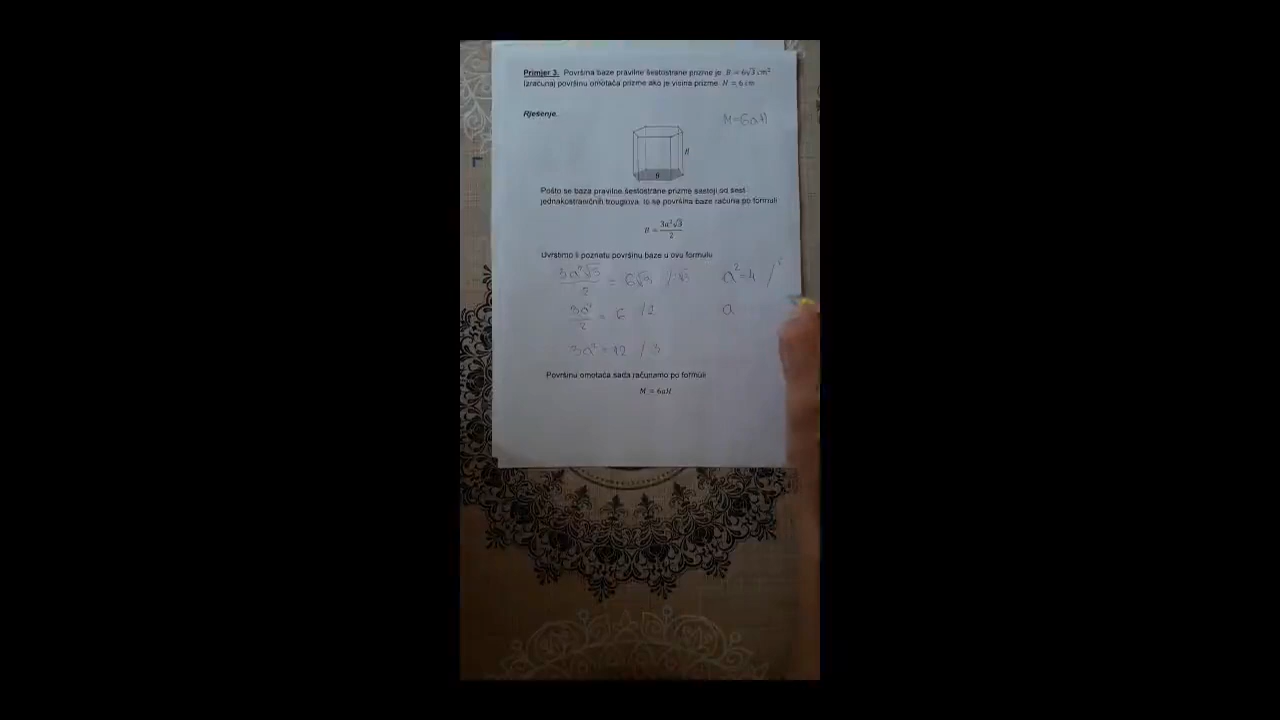 Primjer 3. Površina baze pravilne šestostrane prizme je B = 6√3 cm²
Izračunaj površinu omotača prizme ako je visina prizme H = 6 cm
Rješenje.
M=6aH
H
B
Pošto se baza pravilne šestostrane prizme sastoji od šest
jednakostraničnih trouglova, to se površina baze računa po formuli
B = 3a²√3/2
Uvrstimo li poznatu površinu baze u ovu formulu
3a²√3/2 = 6√3 /:√3
a²=4 /
3a²/2 = 6 /·2
a
3a²=12 /:3
Površinu omotača sada računamo po formuli
M = 6aH